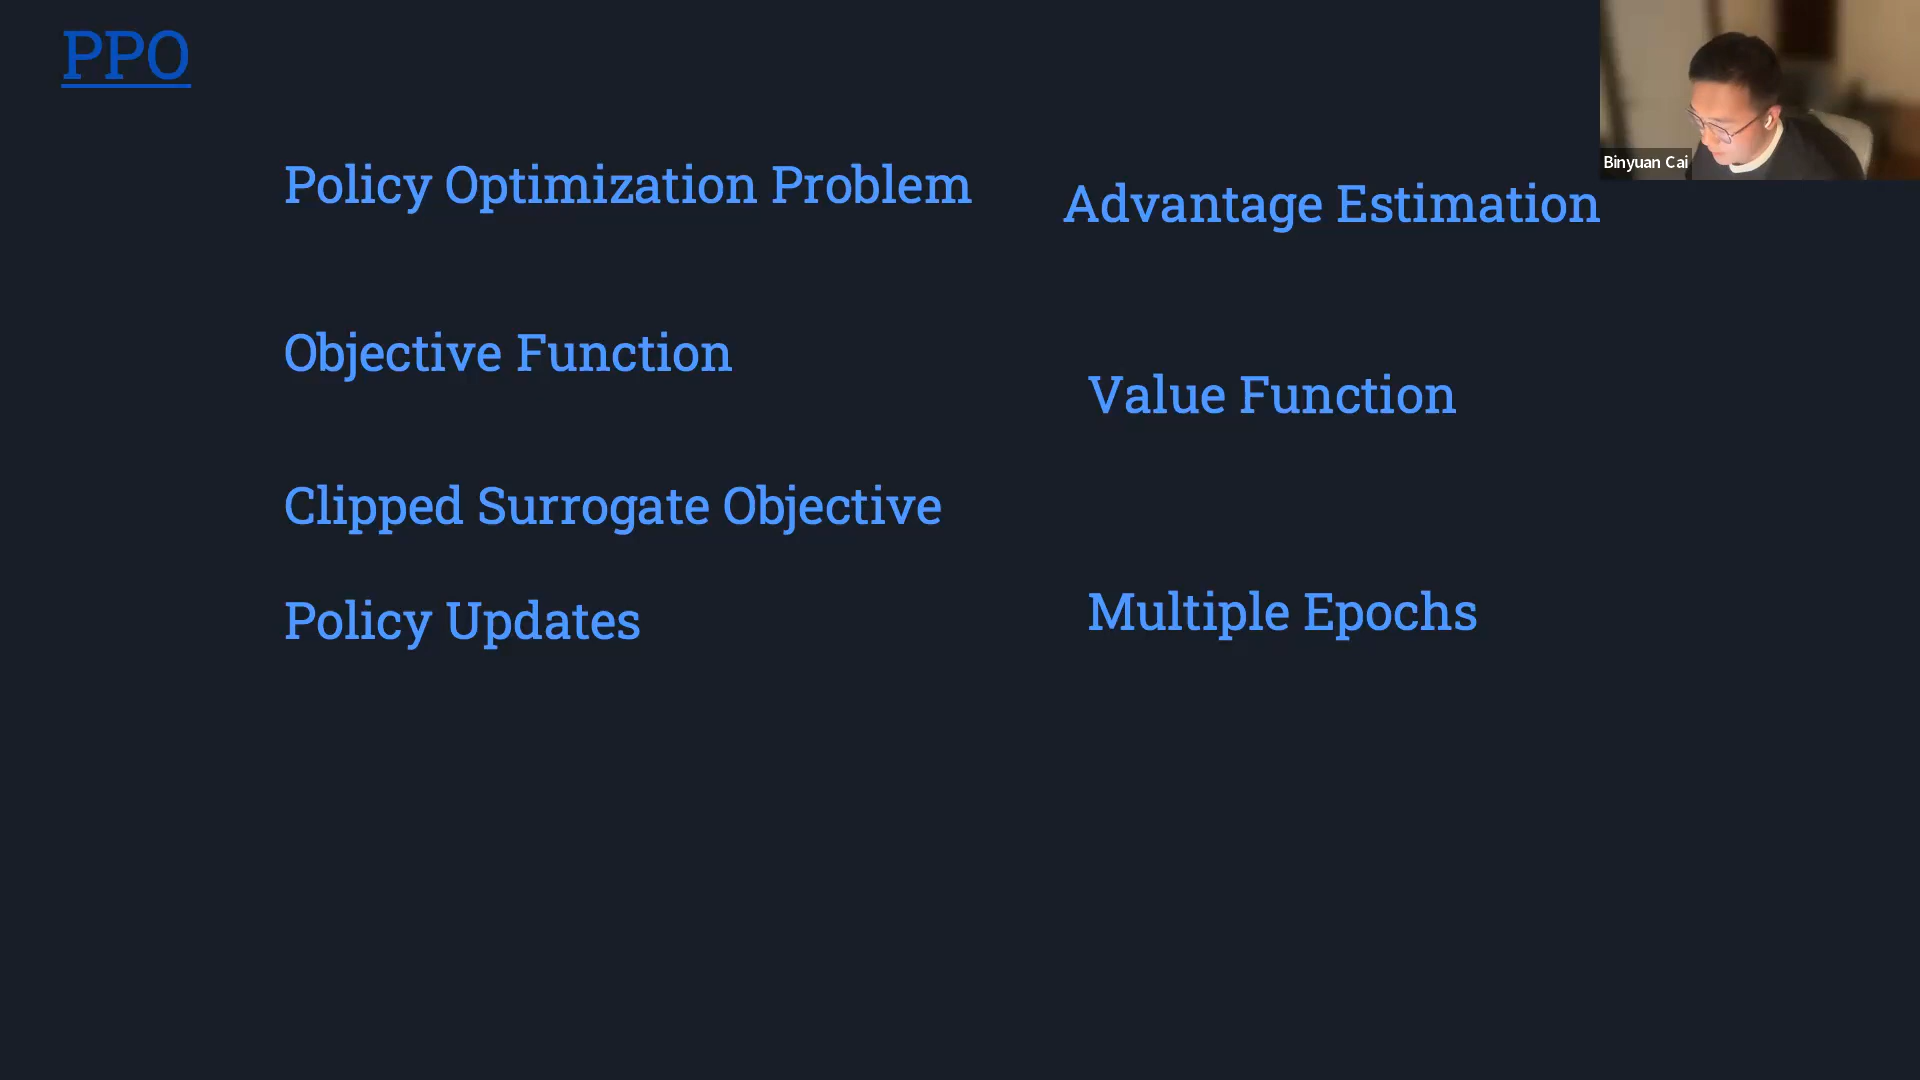 PPO
Policy Optimization Problem
Objective Function
Clipped Surrogate Objective
Policy Updates
Advantage Estimation
Value Function
Multiple Epochs
Binyuan Cai